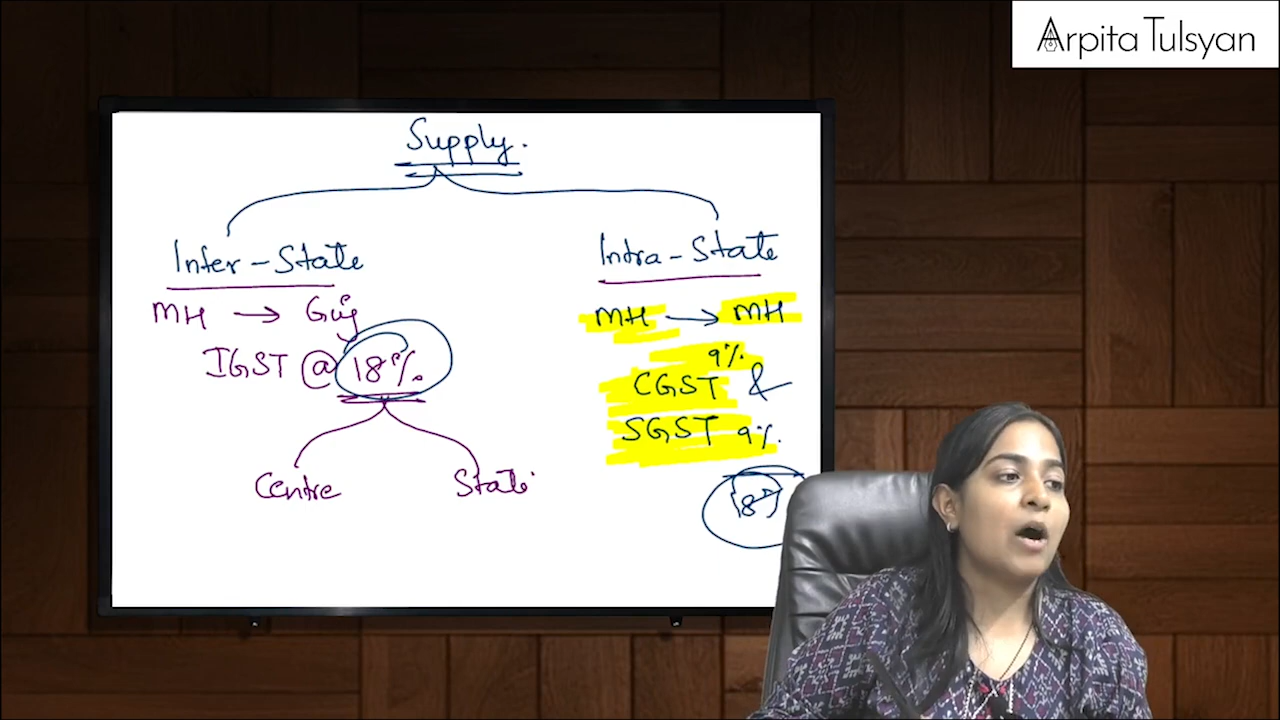 Arpita Tulsyan
Supply.
Inter-State
MH → Guj
IGST @ 18%.
Centre
State
Intra-State
MH → MH
9%.
CGST &
SGST 9%.